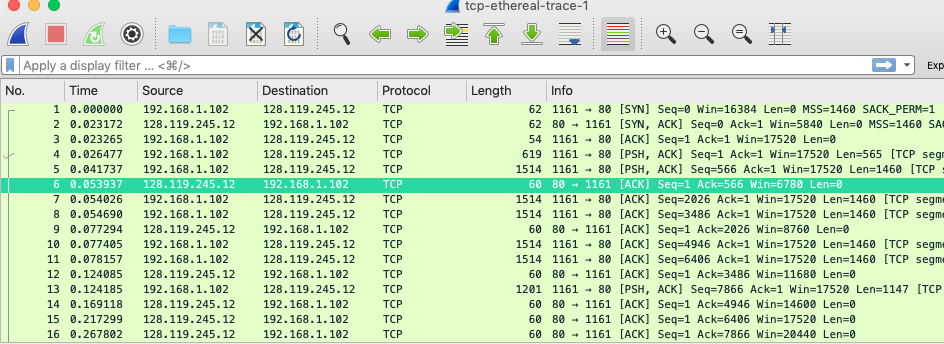 tcp-ethereal-trace-1
Apply a display filter ... <⌘/> Exp
No. Time Source Destination Protocol Length Info
1 0.000000 192.168.1.102 128.119.245.12 TCP 62 1161 → 80 [SYN] Seq=0 Win=16384 Len=0 MSS=1460 SACK_PERM=1
2 0.023172 128.119.245.12 192.168.1.102 TCP 62 80 → 1161 [SYN, ACK] Seq=0 Ack=1 Win=5840 Len=0 MSS=1460 SA
3 0.023265 192.168.1.102 128.119.245.12 TCP 54 1161 → 80 [ACK] Seq=1 Ack=1 Win=17520 Len=0
4 0.026477 192.168.1.102 128.119.245.12 TCP 619 1161 → 80 [PSH, ACK] Seq=1 Ack=1 Win=17520 Len=565 [TCP segm
5 0.041737 192.168.1.102 128.119.245.12 TCP 1514 1161 → 80 [PSH, ACK] Seq=566 Ack=1 Win=17520 Len=1460 [TCP s
6 0.053937 128.119.245.12 192.168.1.102 TCP 60 80 → 1161 [ACK] Seq=1 Ack=566 Win=6780 Len=0
7 0.054026 192.168.1.102 128.119.245.12 TCP 1514 1161 → 80 [ACK] Seq=2026 Ack=1 Win=17520 Len=1460 [TCP segme
8 0.054690 192.168.1.102 128.119.245.12 TCP 1514 1161 → 80 [ACK] Seq=3486 Ack=1 Win=17520 Len=1460 [TCP segme
9 0.077294 128.119.245.12 192.168.1.102 TCP 60 80 → 1161 [ACK] Seq=1 Ack=2026 Win=8760 Len=0
10 0.077405 192.168.1.102 128.119.245.12 TCP 1514 1161 → 80 [ACK] Seq=4946 Ack=1 Win=17520 Len=1460 [TCP segme
11 0.078157 192.168.1.102 128.119.245.12 TCP 1514 1161 → 80 [ACK] Seq=6406 Ack=1 Win=17520 Len=1460 [TCP segme
12 0.124085 128.119.245.12 192.168.1.102 TCP 60 80 → 1161 [ACK] Seq=1 Ack=3486 Win=11680 Len=0
13 0.124185 192.168.1.102 128.119.245.12 TCP 1201 1161 → 80 [PSH, ACK] Seq=7866 Ack=1 Win=17520 Len=1147 [TCP
14 0.169118 128.119.245.12 192.168.1.102 TCP 60 80 → 1161 [ACK] Seq=1 Ack=4946 Win=14600 Len=0
15 0.217299 128.119.245.12 192.168.1.102 TCP 60 80 → 1161 [ACK] Seq=1 Ack=6406 Win=17520 Len=0
16 0.267802 128.119.245.12 192.168.1.102 TCP 60 80 → 1161 [ACK] Seq=1 Ack=7866 Win=20440 Len=0